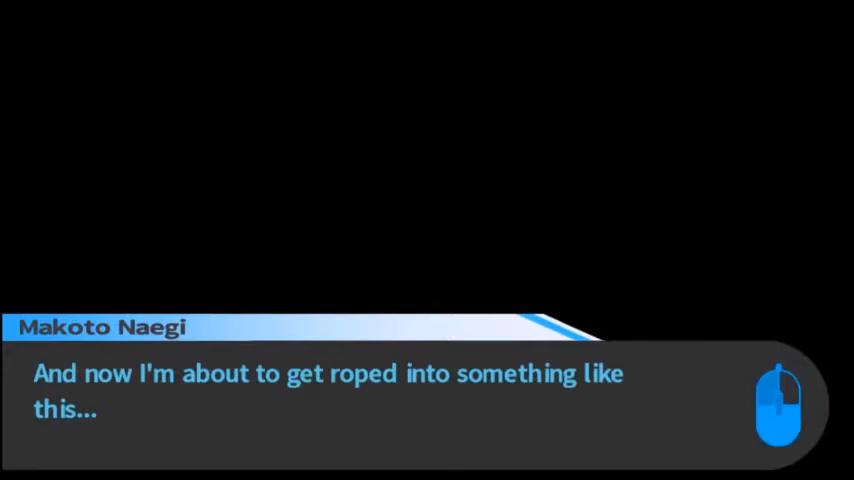 Makoto Naegi
And now I'm about to get roped into something like
this...